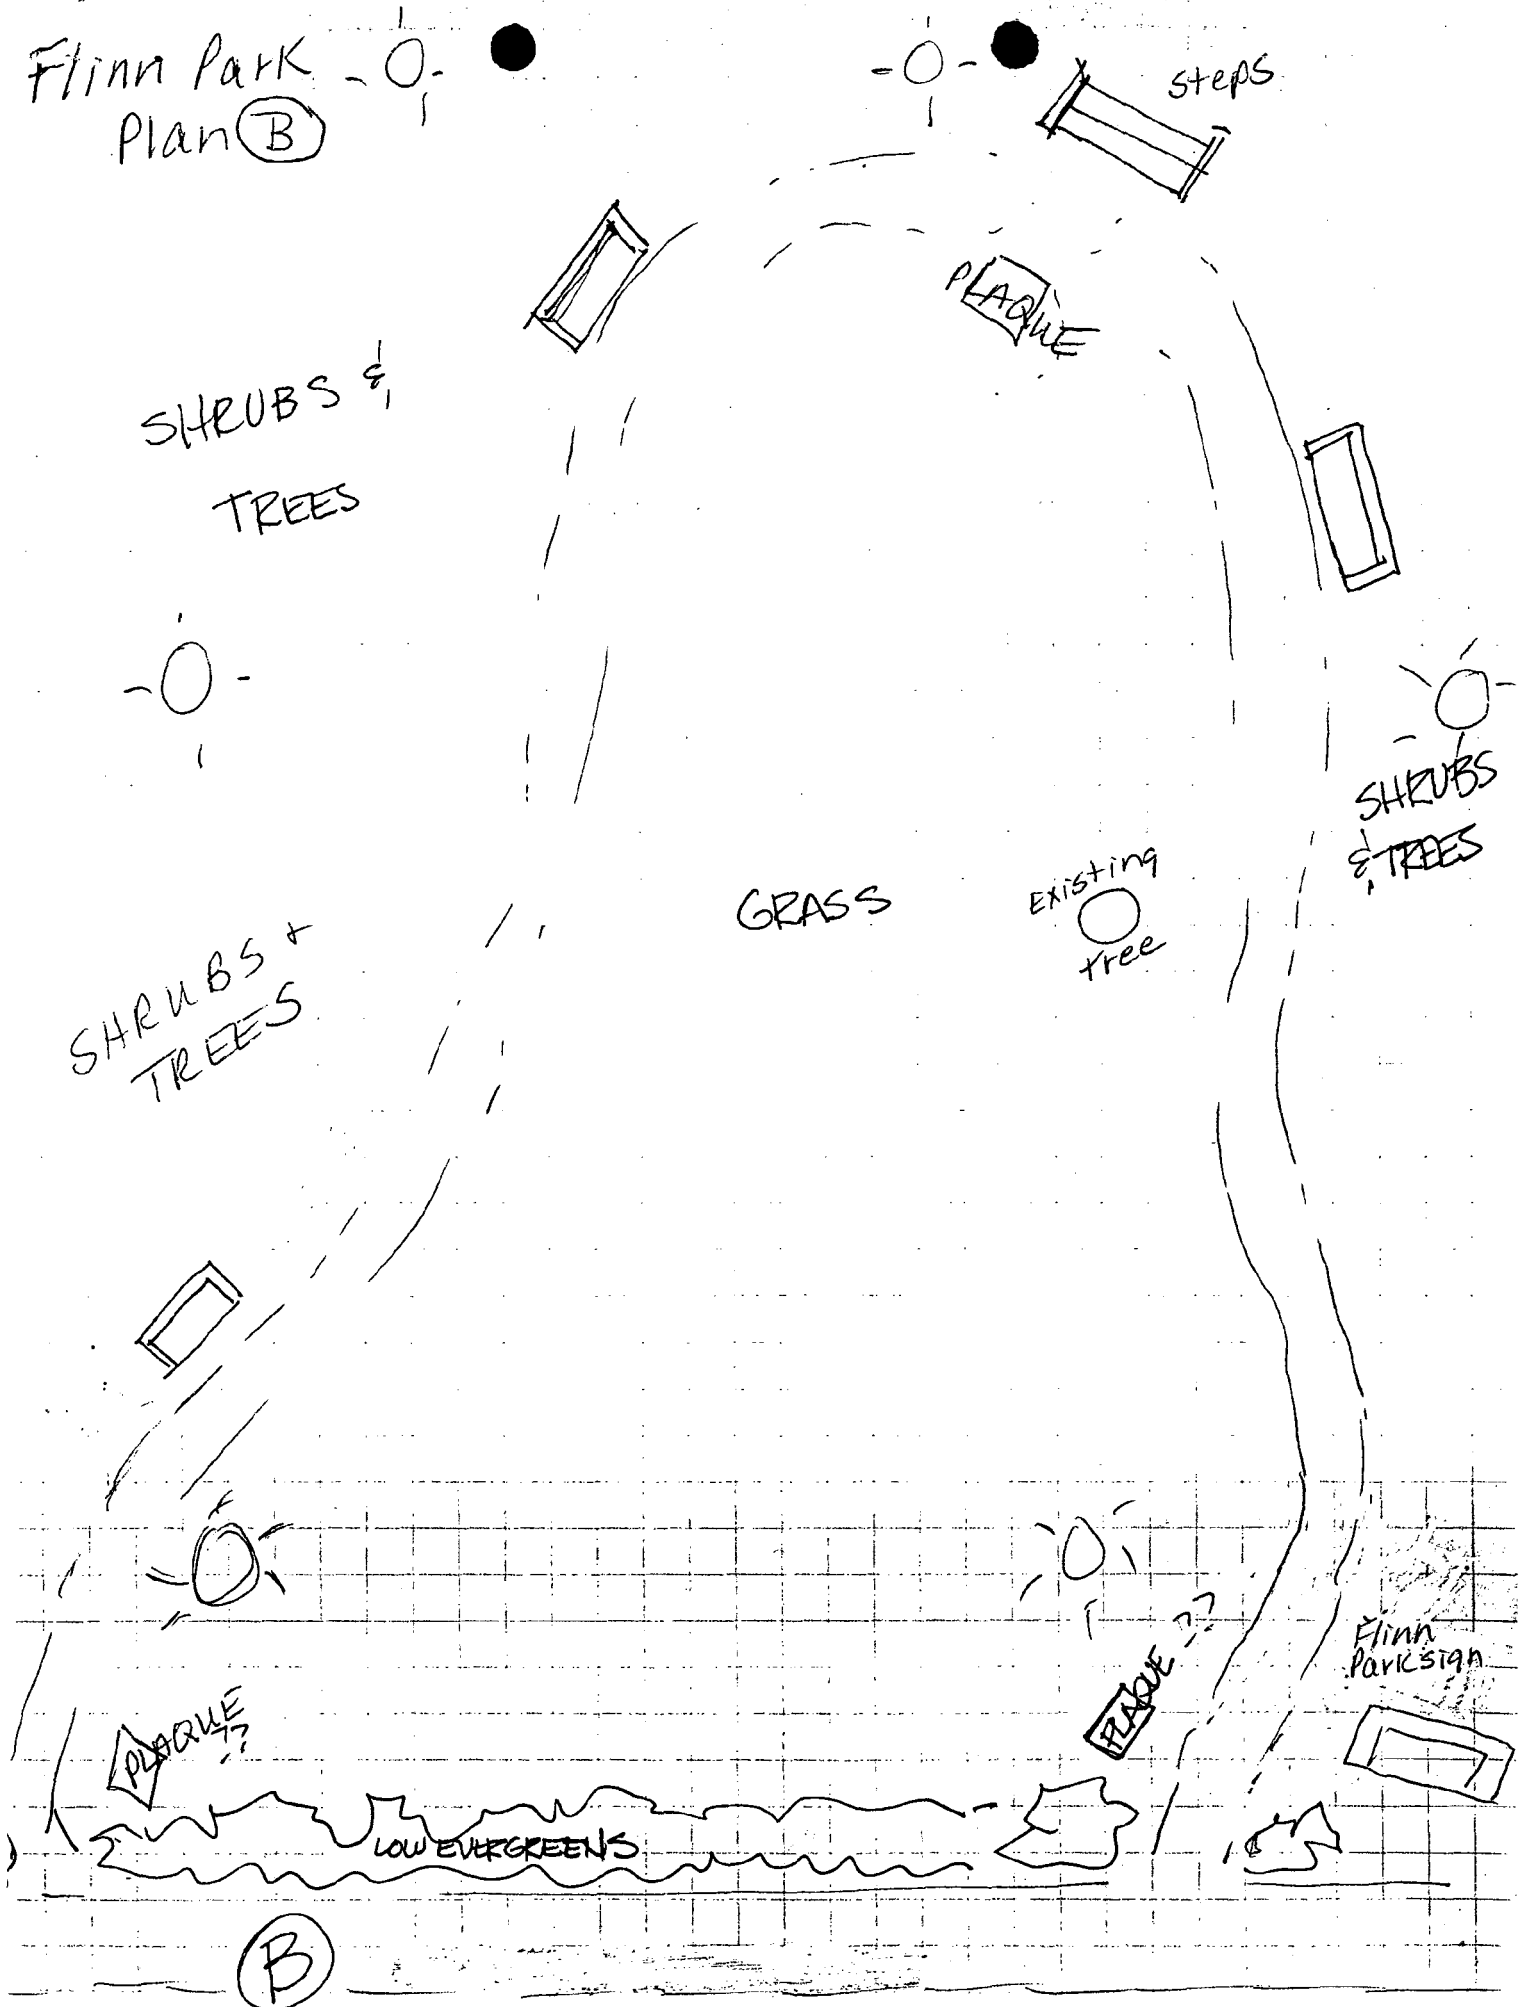 Flinn Park
Plan B
steps
PLAQUE
SHRUBS &
TREES
SHRUBS
& TREES
Existing
tree
GRASS
SHRUBS +
TREES
PLAQUE ??
Flinn
Park sign
PLAQUE
??
LOW EVERGREENS
B